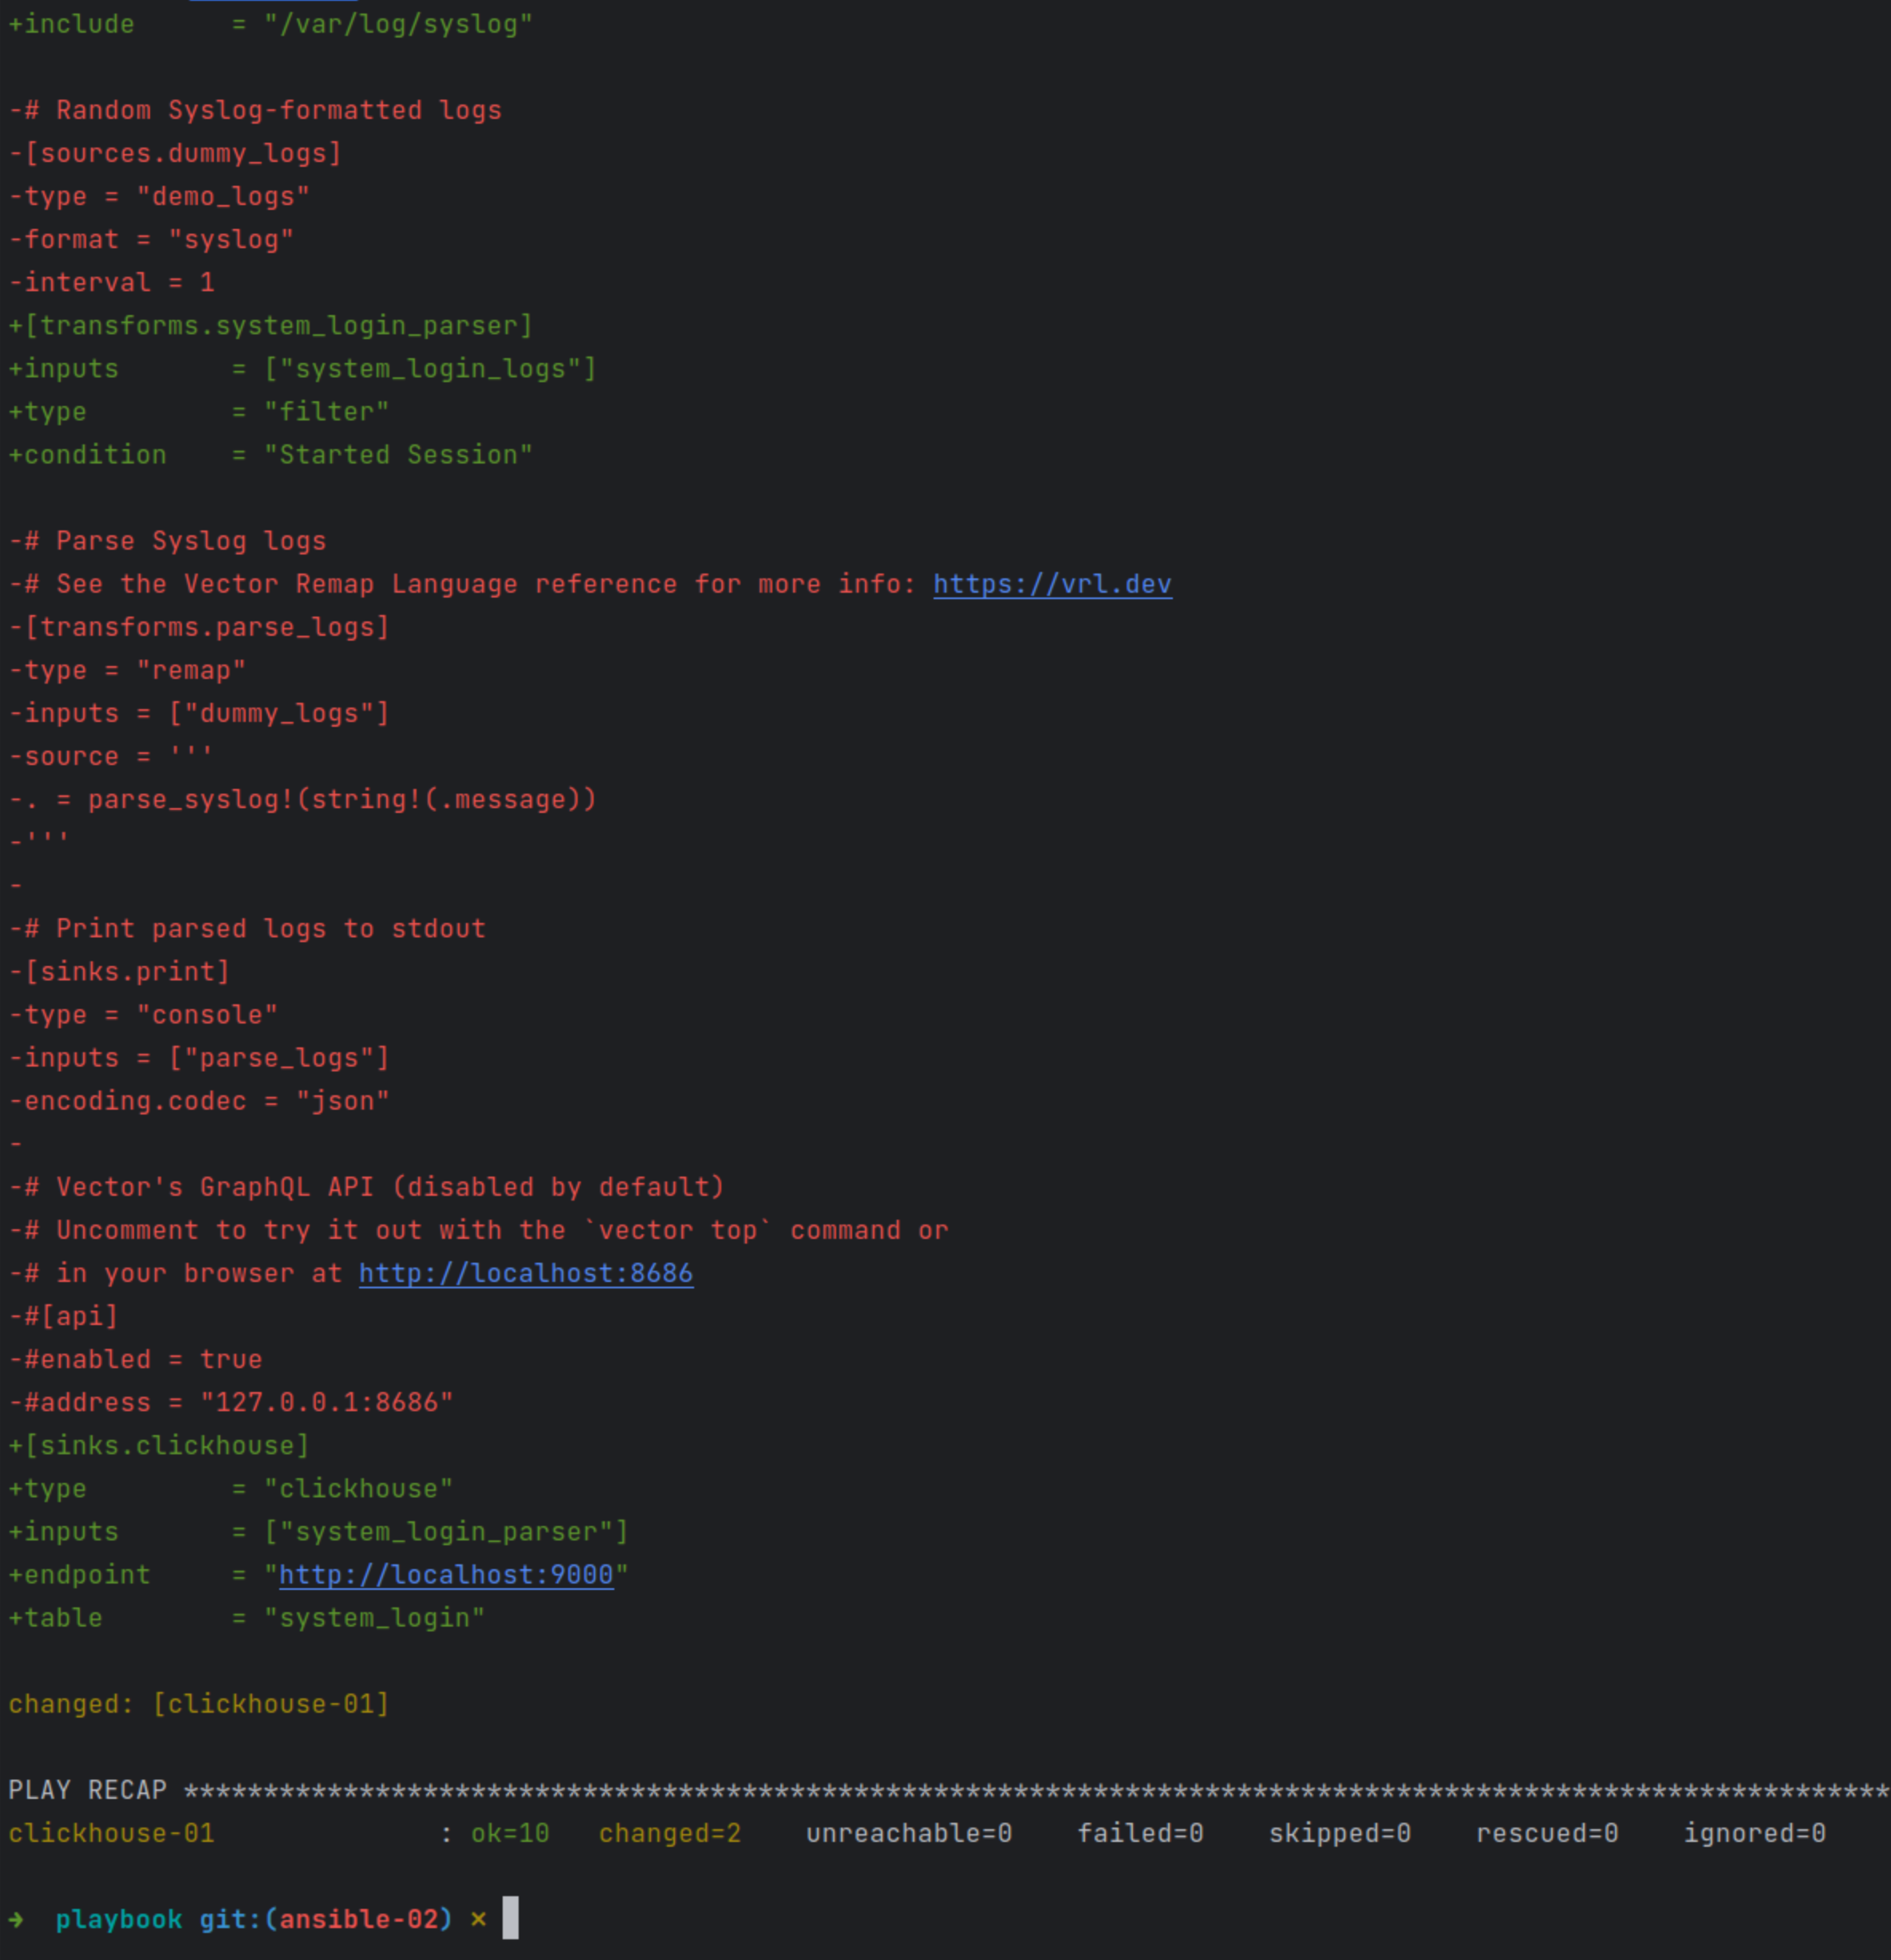 +include      = "/var/log/syslog"
-# Random Syslog-formatted logs
-[sources.dummy_logs]
-type = "demo_logs"
-format = "syslog"
-interval = 1
+[transforms.system_login_parser]
+inputs       = ["system_login_logs"]
+type         = "filter"
+condition    = "Started Session"
-# Parse Syslog logs
-# See the Vector Remap Language reference for more info: https://vrl.dev
-[transforms.parse_logs]
-type = "remap"
-inputs = ["dummy_logs"]
-source = '''
-. = parse_syslog!(string!(.message))
-'''
-
-# Print parsed logs to stdout
-[sinks.print]
-type = "console"
-inputs = ["parse_logs"]
-encoding.codec = "json"
-
-# Vector's GraphQL API (disabled by default)
-# Uncomment to try it out with the `vector top` command or
-# in your browser at http://localhost:8686
-#[api]
-#enabled = true
-#address = "127.0.0.1:8686"
+[sinks.clickhouse]
+type         = "clickhouse"
+inputs       = ["system_login_parser"]
+endpoint     = "http://localhost:9000"
+table        = "system_login"
changed: [clickhouse-01]
PLAY RECAP ***********************************************************************************************************
clickhouse-01              : ok=10   changed=2    unreachable=0    failed=0    skipped=0    rescued=0    ignored=0
➜  playbook git:(ansible-02) ✗